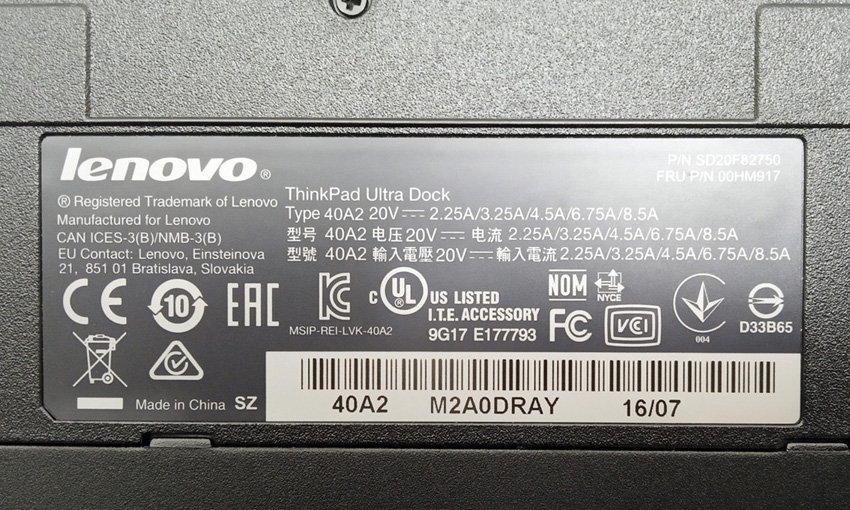 lenovo®
P/N SD20F82750
FRU P/N 00HM917
® Registered Trademark of Lenovo
Manufactured for Lenovo
CAN ICES-3(B)/NMB-3(B)
EU Contact: Lenovo, Einsteinova
21, 851 01 Bratislava, Slovakia
ThinkPad Ultra Dock
Type 40A2 20V⎓ 2.25A/3.25A/4.5A/6.75A/8.5A
型号 40A2 电压 20V⎓ 电流 2.25A/3.25A/4.5A/6.75A/8.5A
型號 40A2 輸入電壓 20V⎓ 輸入電流 2.25A/3.25A/4.5A/6.75A/8.5A
CE
10
EAC
MSIP-REI-LVK-40A2
C UL US LISTED
I.T.E. ACCESSORY
9G17 E177793
NOM
NYCE
FC
VCI
004
D33B65
Made in China SZ
40A2 M2A0DRAY 16/07